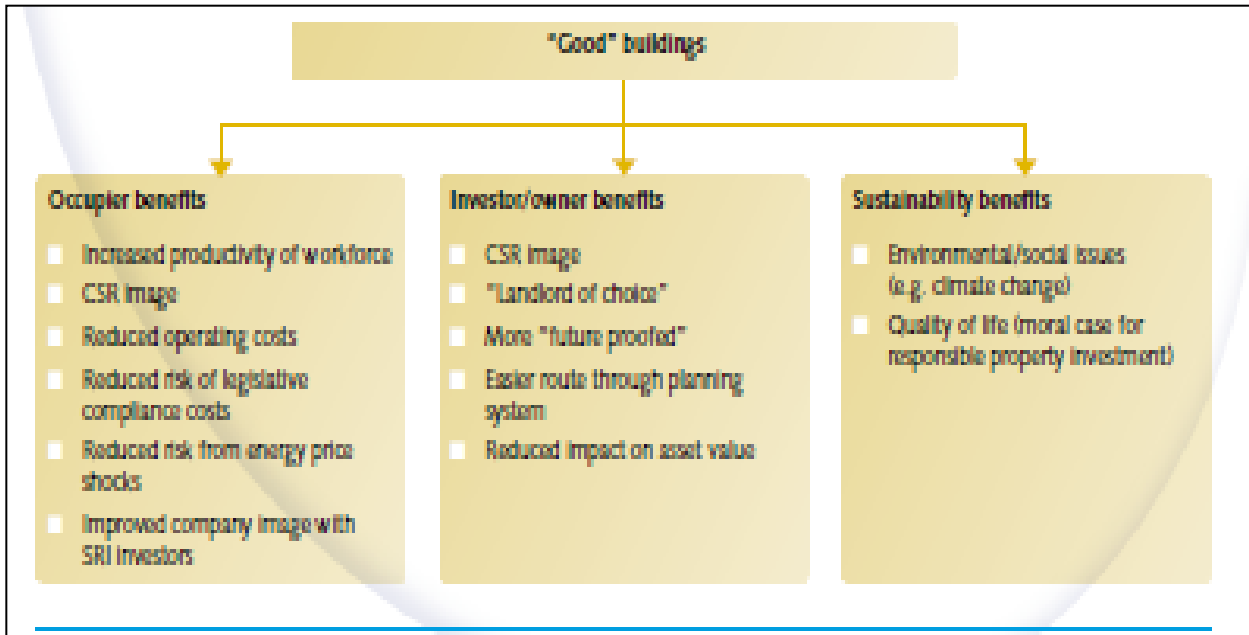 "Good" buildings
Occupier benefits
Increased productivity of workforce
CSR image
Reduced operating costs
Reduced risk of legislative
compliance costs
Reduced risk from energy price
shocks
Improved company image with
SRI investors
Investor/owner benefits
CSR image
"Landlord of choice"
More "future proofed"
Easier route through planning
system
Reduced impact on asset value
Sustainability benefits
Environmental/social issues
(e.g. climate change)
Quality of life (moral case for
responsible property investment)